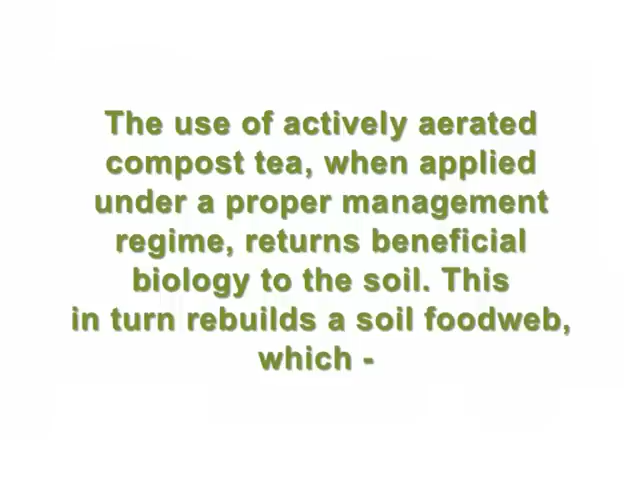 The use of actively aerated
compost tea, when applied
under a proper management
regime, returns beneficial
biology to the soil. This
in turn rebuilds a soil foodweb,
which -